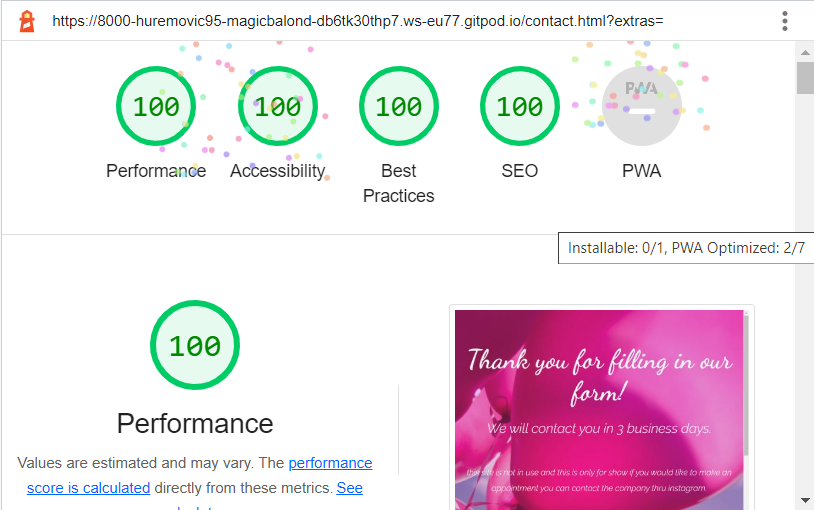 https://8000-huremovic95-magicbalond-db6tk30thp7.ws-eu77.gitpod.io/contact.html?extras=
100 100 100 100 PWA
Performance Accessibility Best Practices SEO PWA
Installable: 0/1, PWA Optimized: 2/7
100
Performance
Values are estimated and may vary. The performance
score is calculated directly from these metrics. See
Thank you for filling in our
form!
We will contact you in 3 business days.
this site is not in use and this is only for show if you would like to make an
appointment you can contact the company thru instagram.